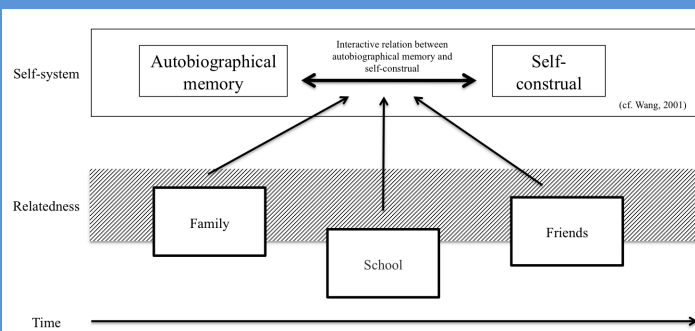 Interactive relation between
autobiographical memory and
self-construal
Self-system
Autobiographical
memory
Self-
construal
(cf. Wang, 2001)
Relatedness
Family
School
Friends
Time